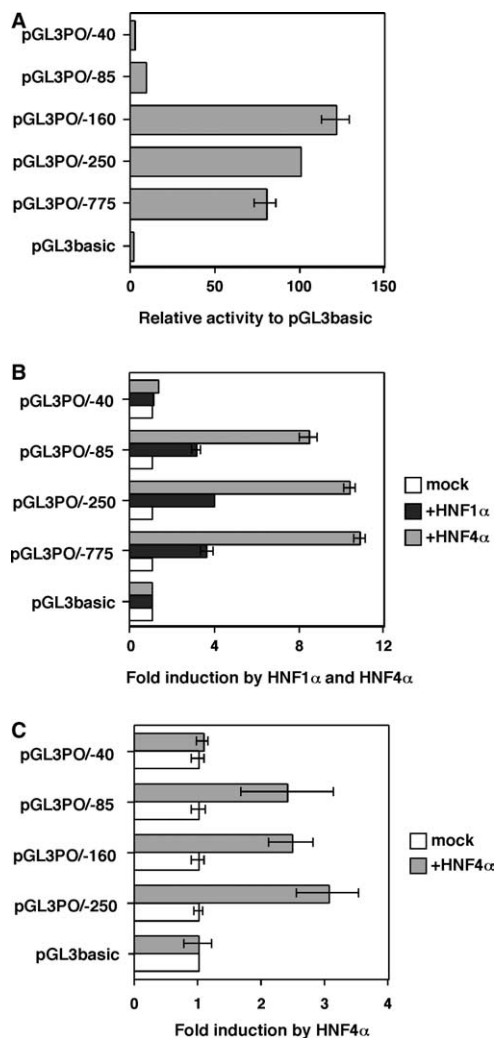 A
pGL3PO/-40
pGL3PO/-85
pGL3PO/-160
pGL3PO/-250
pGL3PO/-775
pGL3basic
0 50 100 150
Relative activity to pGL3basic
B
pGL3PO/-40
pGL3PO/-85
pGL3PO/-250
pGL3PO/-775
pGL3basic
mock
+HNF1α
+HNF4α
0 4 8 12
Fold induction by HNF1α and HNF4α
C
pGL3PO/-40
pGL3PO/-85
pGL3PO/-160
pGL3PO/-250
pGL3basic
mock
+HNF4α
0 1 2 3 4
Fold induction by HNF4α